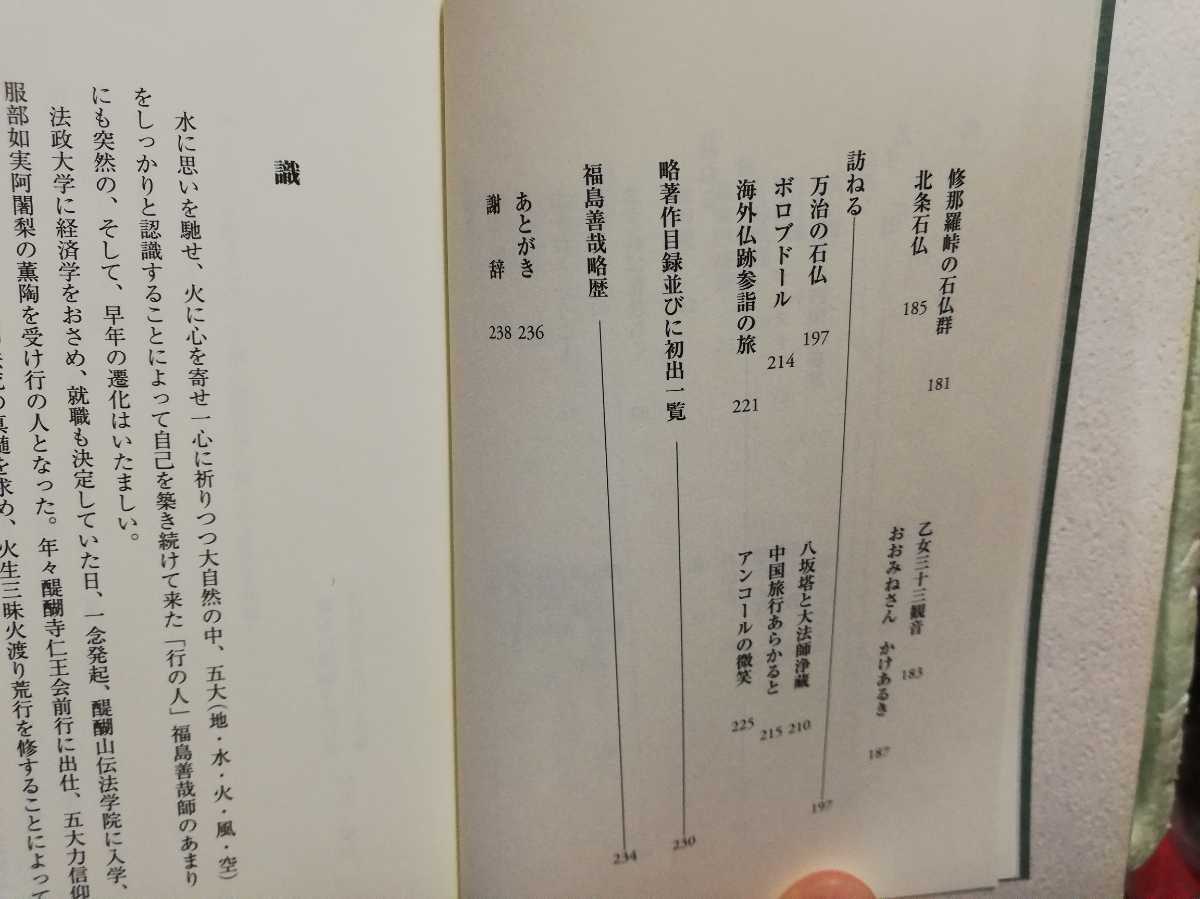 修那羅峠の石仏群 181
乙女三十三観音 183
北条石仏 185
おおみねさん かけあるき 187
訪ねる 197
万治の石仏 197
八坂塔と大法師浄蔵 210
ボロブドール 214
中国旅行あらかると 215
海外仏跡参詣の旅 221
アンコールの微笑 225
略著作目録並びに初出一覧 230
福島善哉略歴 234
あとがき 236
謝辞 238
識
水に思いを馳せ、火に心を寄せ一心に祈りつつ大自然の中、五大(地・水・火・風・空)
をしっかりと認識することによって自己を築き続けて来た「行の人」福島善哉師のあまり
にも突然の、そして、早年の遷化はいたましい。
法政大学に経済学をおさめ、就職も決定していた日、一念発起、醍醐山伝法学院に入学、
服部如実阿闍梨の薫陶を受け行の人となった。年々醍醐寺仁王会前行に出仕、五大力信仰
の真髄を求め、火生三昧火渡り荒行を修することによって